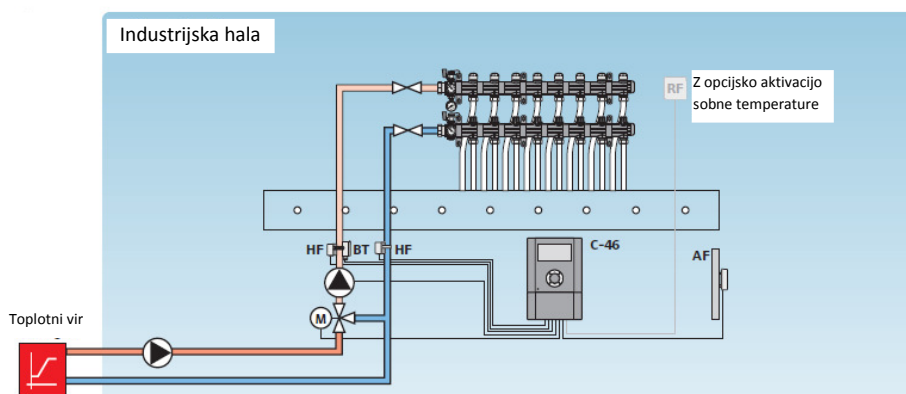 Industrijska hala
RF
Z opcijsko aktivacijo
sobne temperature
HF
BT
HF
C-46
AF
M
Toplotni vir